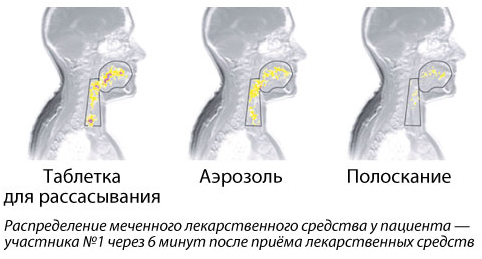 Таблетка Аэрозоль Полоскание
для рассасывания
Распределение меченного лекарственного средства у пациента —
участника №1 через 6 минут после приёма лекарственных средств